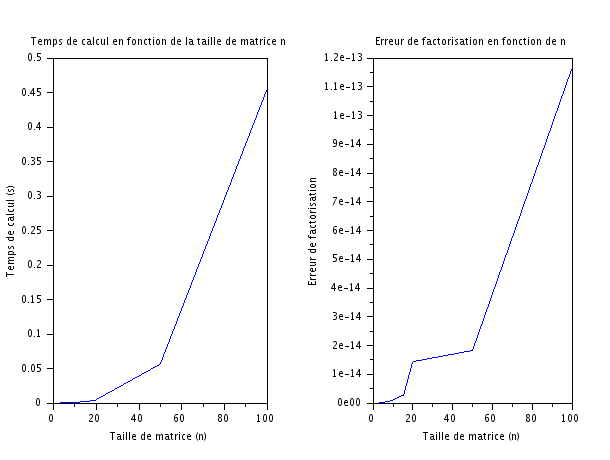 Temps de calcul en fonction de la taille de matrice n
0.5
0.45
0.4
0.35
0.3
0.25
0.2
0.15
0.1
0.05
0
Temps de calcul (s)
0 20 40 60 80 100
Taille de matrice (n)
Erreur de factorisation en fonction de n
1.2e-13
1.1e-13
1e-13
9e-14
8e-14
7e-14
6e-14
5e-14
4e-14
3e-14
2e-14
1e-14
0e00
Erreur de factorisation
0 20 40 60 80 100
Taille de matrice (n)